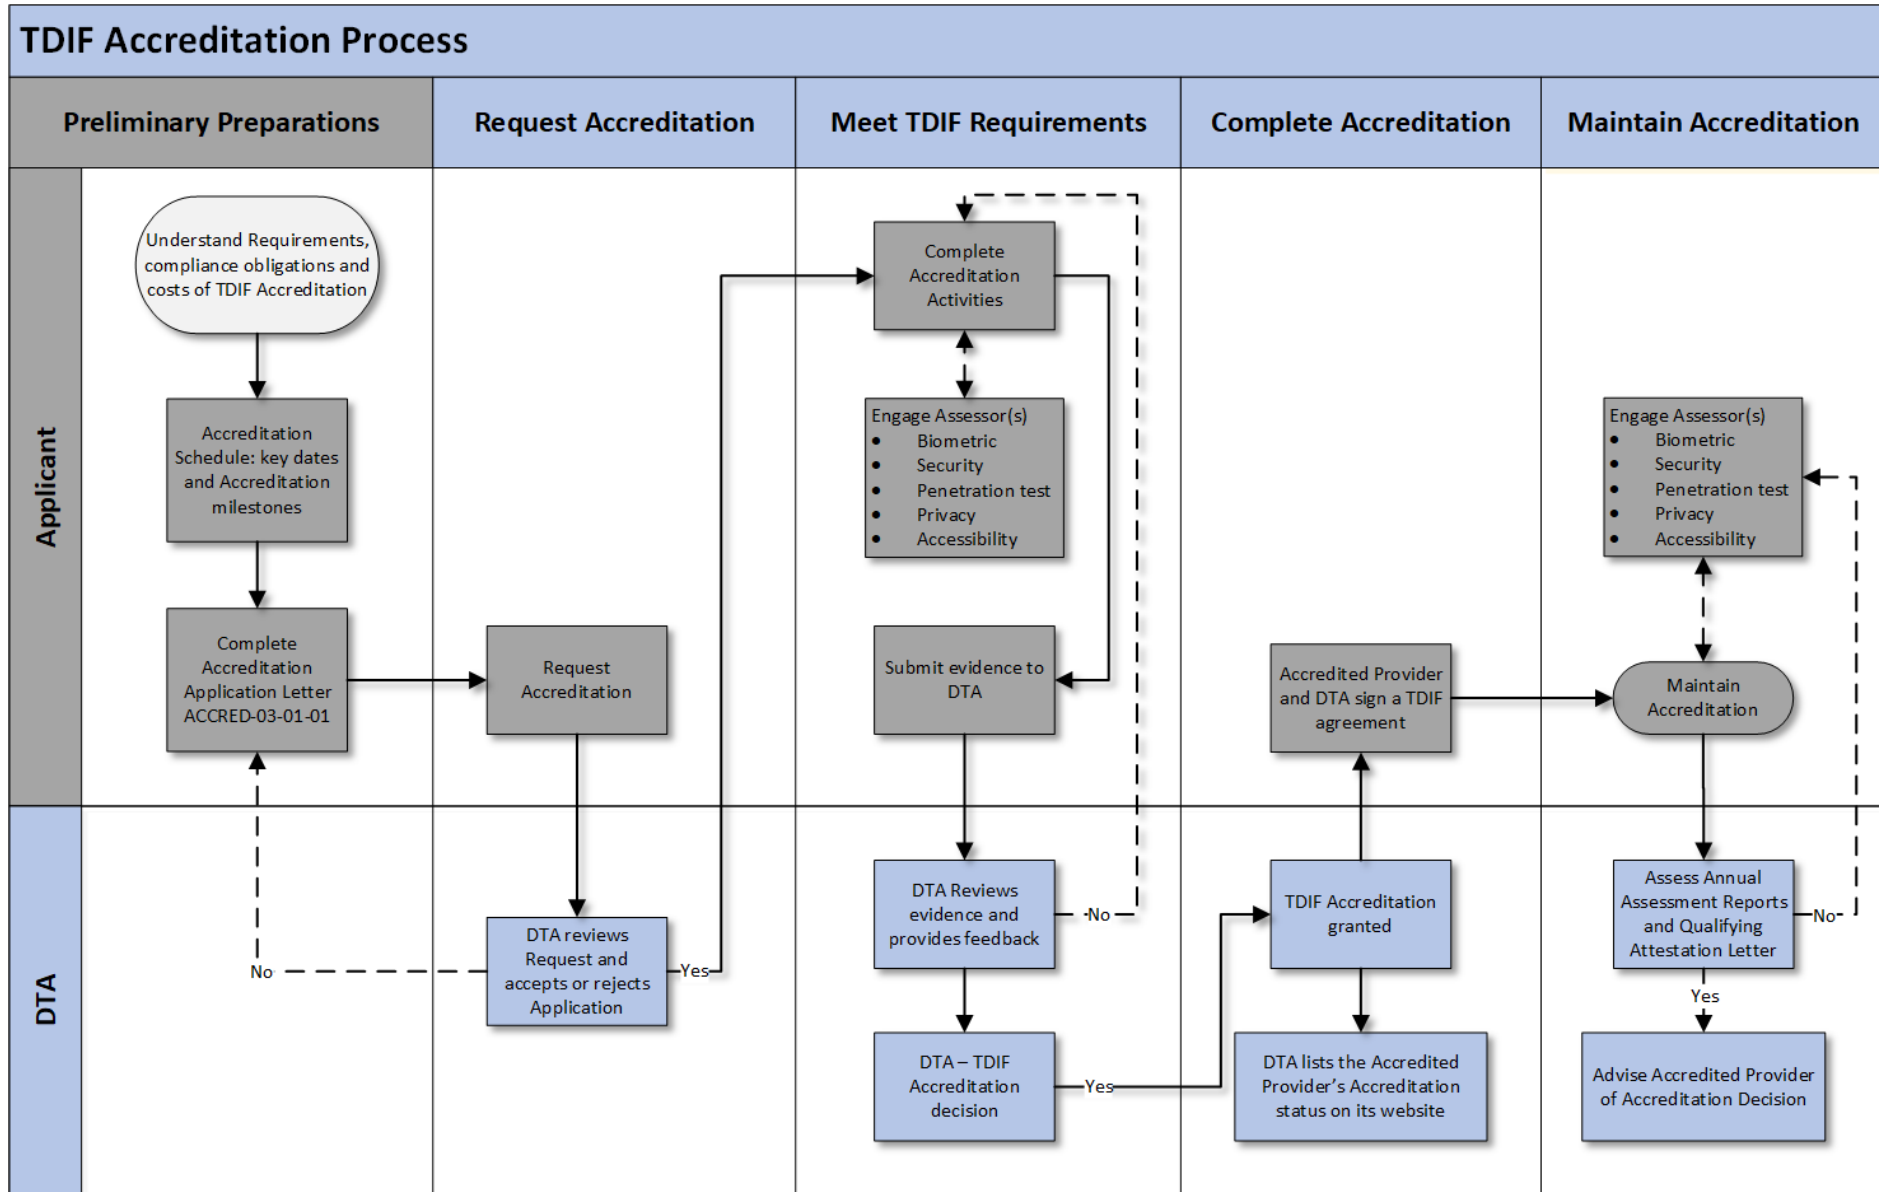 TDIF Accreditation Process
Preliminary Preparations
Request Accreditation
Meet TDIF Requirements
Complete Accreditation
Maintain Accreditation
Applicant
Understand Requirements,
compliance obligations and
costs of TDIF Accreditation
Accreditation
Schedule: key dates
and Accreditation
milestones
Complete
Accreditation
Application Letter
ACCRED-03-01-01
Request
Accreditation
Complete
Accreditation
Activities
Engage Assessor(s)
• Biometric
• Security
• Penetration test
• Privacy
• Accessibility
Submit evidence to
DTA
Accredited Provider
and DTA sign a TDIF
agreement
Engage Assessor(s)
• Biometric
• Security
• Penetration test
• Privacy
• Accessibility
Maintain
Accreditation
DTA
No
DTA reviews
Request and
accepts or rejects
Application
Yes
DTA Reviews
evidence and
provides feedback
No
DTA – TDIF
Accreditation
decision
Yes
TDIF Accreditation
granted
DTA lists the Accredited
Provider's Accreditation
status on its website
Assess Annual
Assessment Reports
and Qualifying
Attestation Letter
No
Yes
Advise Accredited Provider
of Accreditation Decision